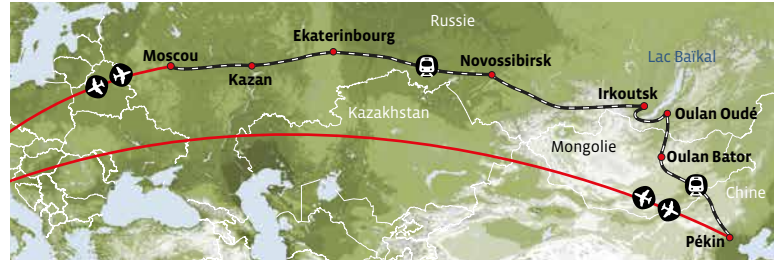 Russie
Ekaterinbourg
Moscou
Lac Baïkal
Kazan
Novossibirsk
Irkoutsk
Kazakhstan
Oulan Oudé
Mongolie
Oulan Bator
Chine
Pékin